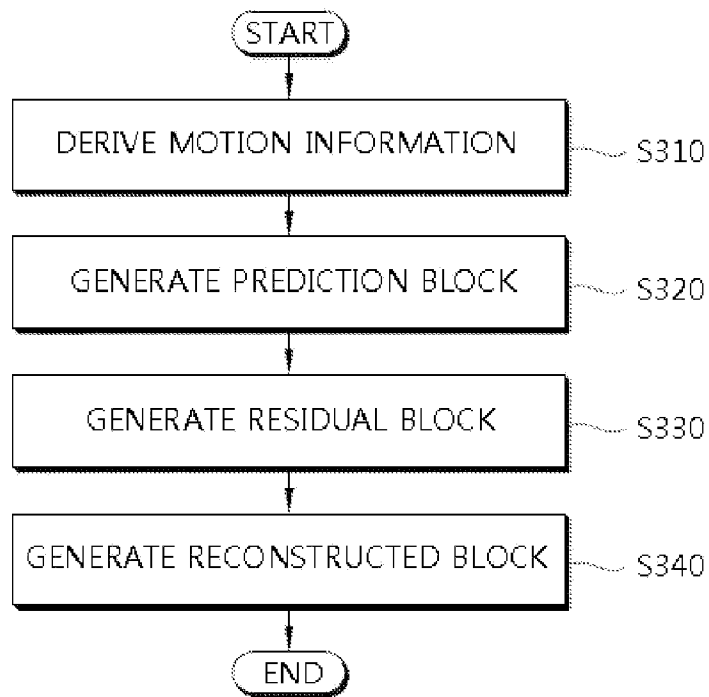 START
DERIVE MOTION INFORMATION
S310
GENERATE PREDICTION BLOCK
S320
GENERATE RESIDUAL BLOCK
S330
GENERATE RECONSTRUCTED BLOCK
S340
END